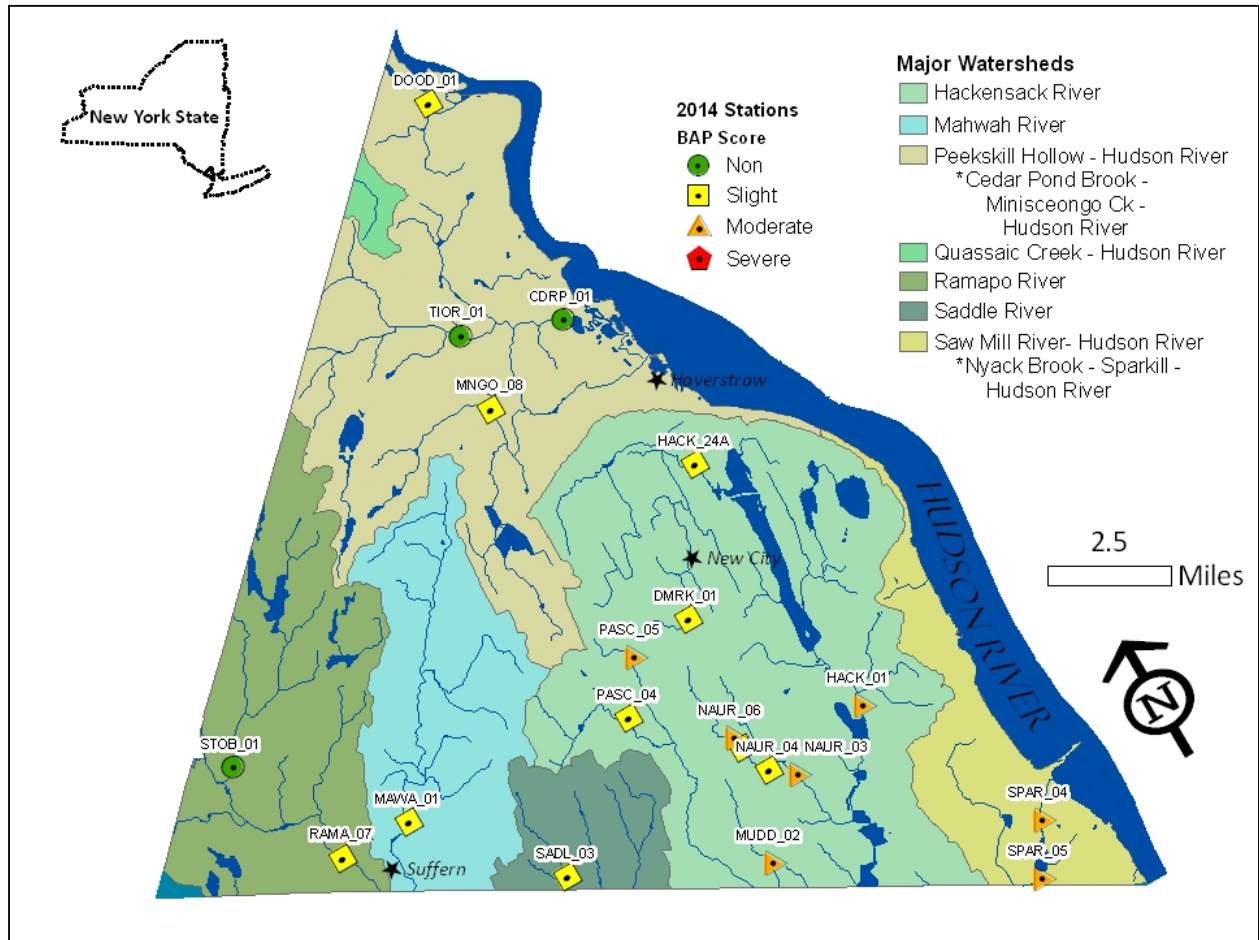 New York State
2014 Stations
BAP Score
Non
Slight
Moderate
Severe
Major Watersheds
Hackensack River
Mahwah River
Peekskill Hollow - Hudson River
*Cedar Pond Brook -
Minisceongo Ck -
Hudson River
Quassaic Creek - Hudson River
Ramapo River
Saddle River
Saw Mill River- Hudson River
*Nyack Brook - Sparkill -
Hudson River
DOOD_01
CDRP_01
TIOR_01
Haverstraw
MNGO_08
HACK_24A
HUDSON RIVER
2.5
Miles
New City
DMRK_01
PASC_05
PASC_04
HACK_01
NAUR_06
NAUR_04
NAUR_03
N
STOB_01
MAWA_01
SPAR_04
RAMA_07
Suffern
SADL_03
MUDD_02
SPAR_05